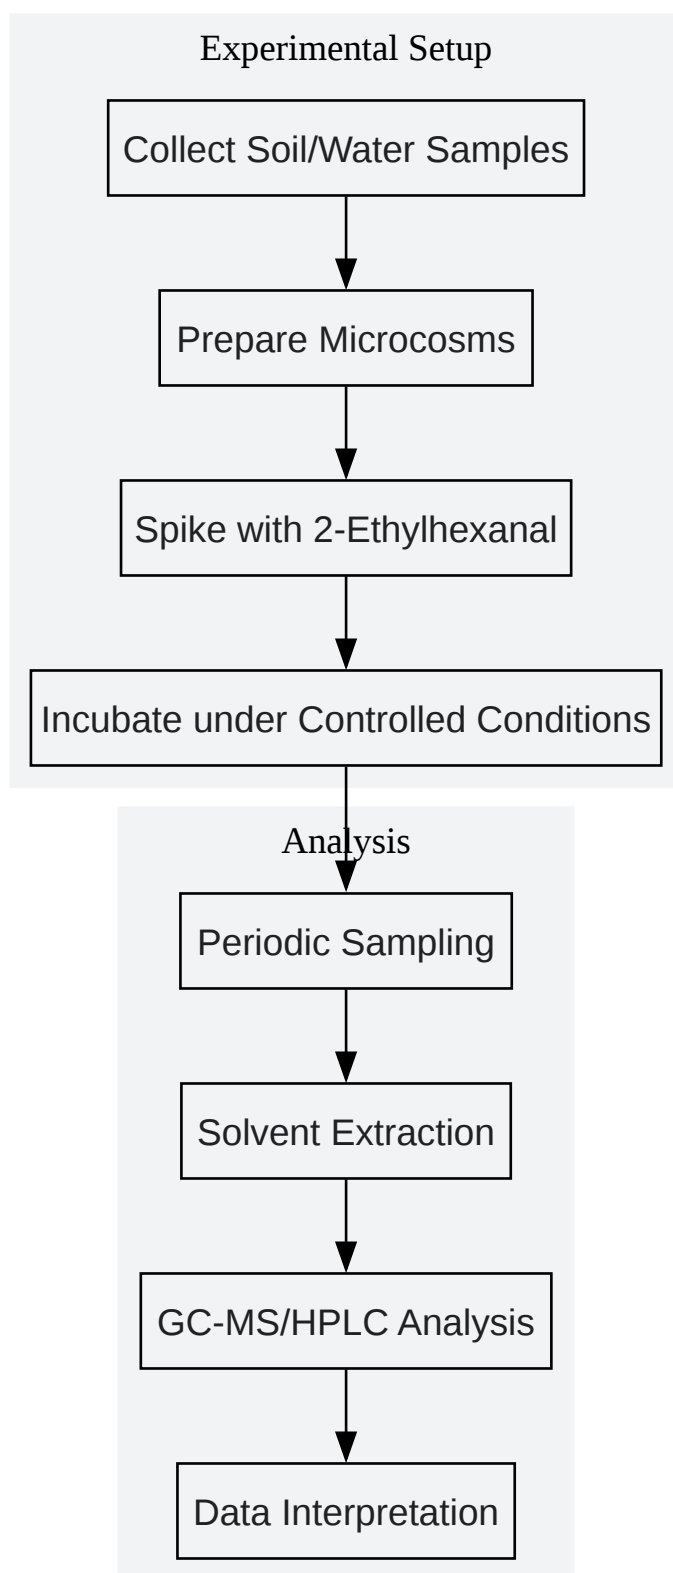 Experimental Setup
Collect Soil/Water Samples
Prepare Microcosms
Spike with 2-Ethylhexanal
Incubate under Controlled Conditions
Analysis
Periodic Sampling
Solvent Extraction
GC-MS/HPLC Analysis
Data Interpretation